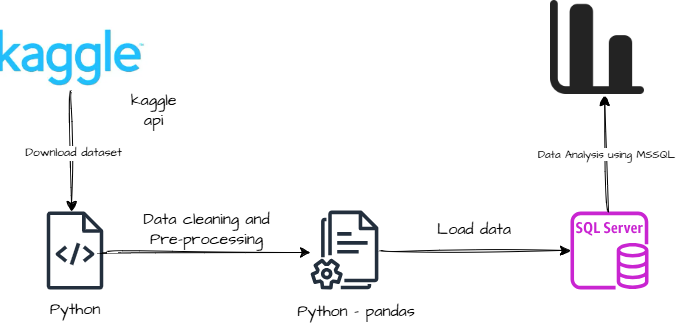 kaggle
kaggle
api
Download dataset
Data Analysis using MSSQL
Data cleaning and
Pre-processing
Load data
SQL Server
Python
Python - pandas